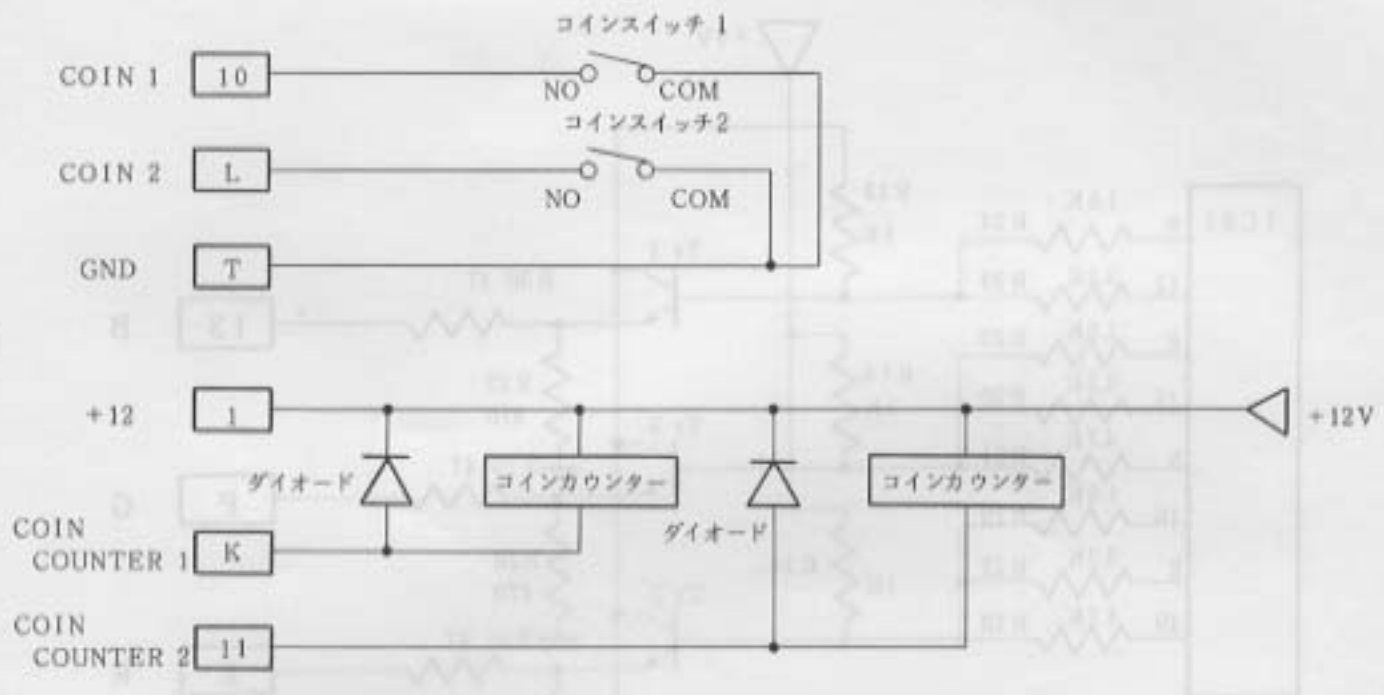 コインスイッチ 1
COIN 1 10 NO COM
コインスイッチ2
COIN 2 L NO COM
GND T
+12 1 +12V
ダイオード コインカウンター ダイオード コインカウンター
COIN
COUNTER 1 K
COIN
COUNTER 2 11